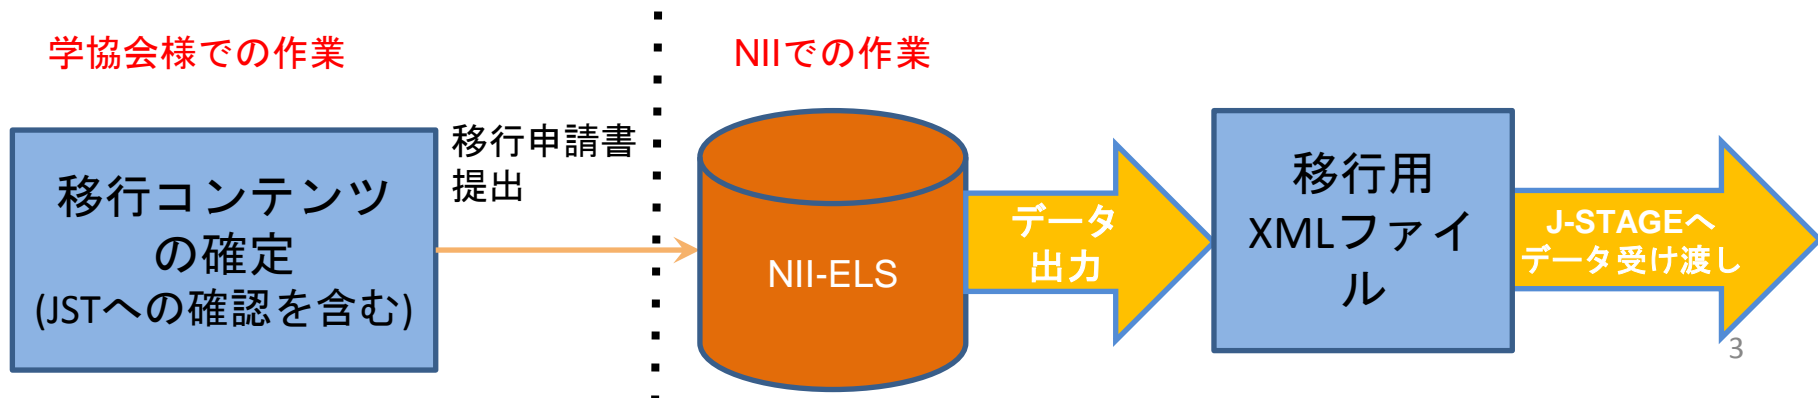 学協会様での作業
NIIでの作業
移行コンテンツ
の確定
(JSTへの確認を含む)
移行申請書
提出
NII-ELS
データ
出力
移行用
XMLファイ
ル
J-STAGEへ
データ受け渡し
3